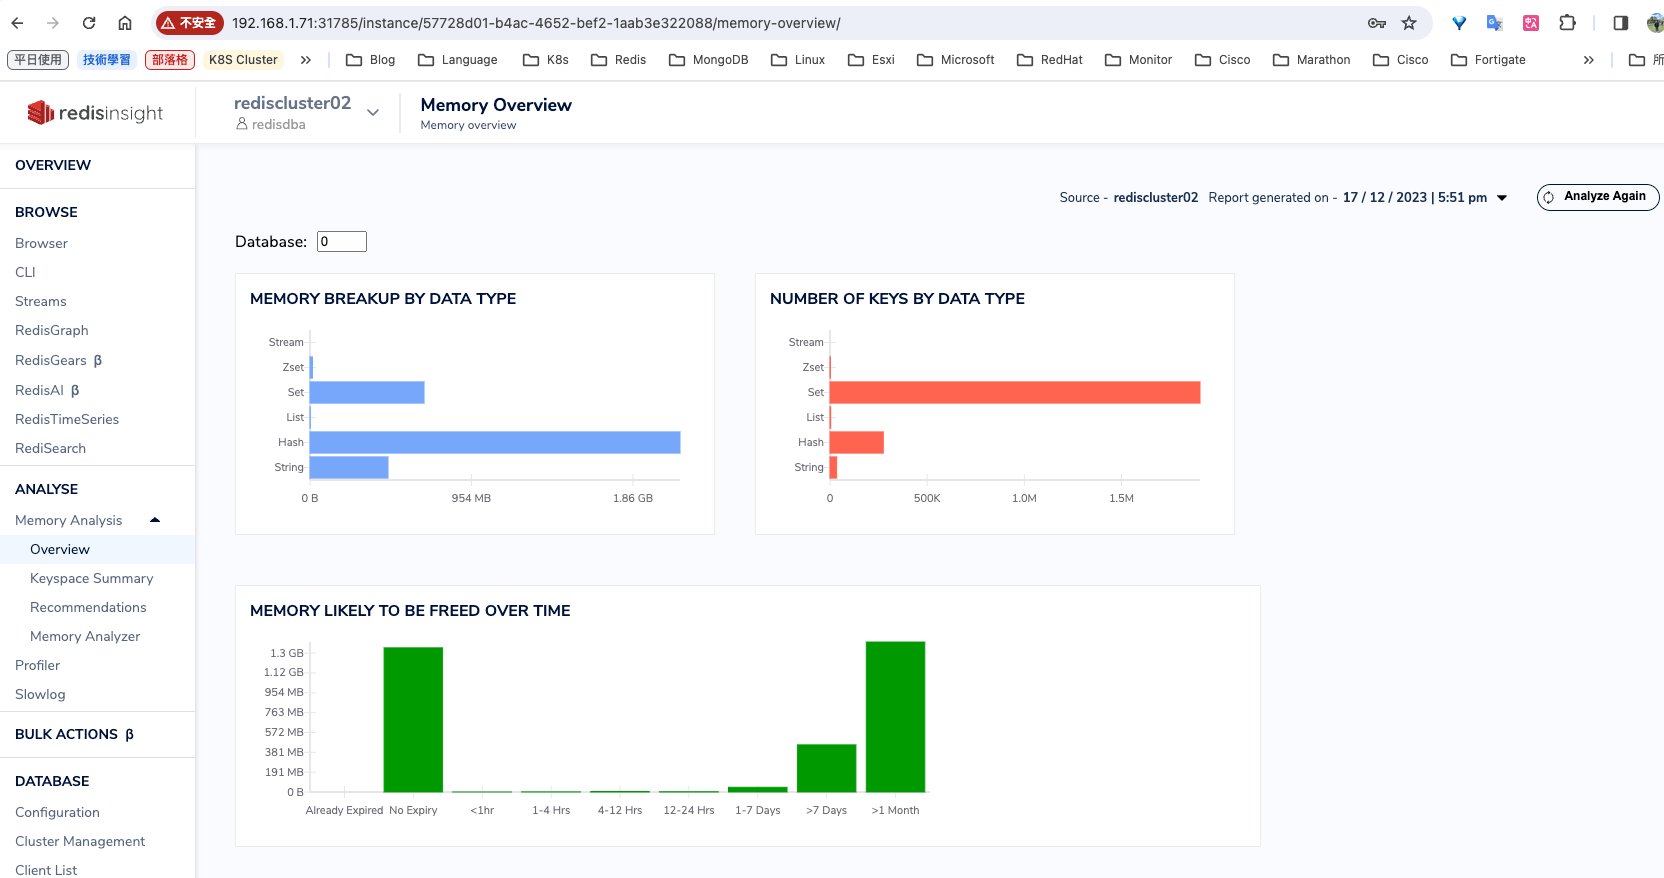 不安全 192.168.1.71:31785/instance/57728d01-b4ac-4652-bef2-1aab3e322088/memory-overview/
平日使用 技術學習 部落格 K8S Cluster Blog Language K8s Redis MongoDB Linux Esxi Microsoft RedHat Monitor Cisco Marathon Cisco Fortigate 所
redisinsight
rediscluster02
redisdba
Memory Overview
Memory overview
OVERVIEW
BROWSE
Browser
CLI
Streams
RedisGraph
RedisGears β
RedisAI β
RedisTimeSeries
RediSearch
ANALYSE
Memory Analysis
Overview
Keyspace Summary
Recommendations
Memory Analyzer
Profiler
Slowlog
BULK ACTIONS β
DATABASE
Configuration
Cluster Management
Client List
Source - rediscluster02 Report generated on - 17 / 12 / 2023 | 5:51 pm Analyze Again
Database: 0
MEMORY BREAKUP BY DATA TYPE
Stream
Zset
Set
List
Hash
String
0 B 954 MB 1.86 GB
NUMBER OF KEYS BY DATA TYPE
Stream
Zset
Set
List
Hash
String
0 500K 1.0M 1.5M
MEMORY LIKELY TO BE FREED OVER TIME
1.3 GB
1.12 GB
954 MB
763 MB
572 MB
381 MB
191 MB
0 B
Already Expired No Expiry <1hr 1-4 Hrs 4-12 Hrs 12-24 Hrs 1-7 Days >7 Days >1 Month